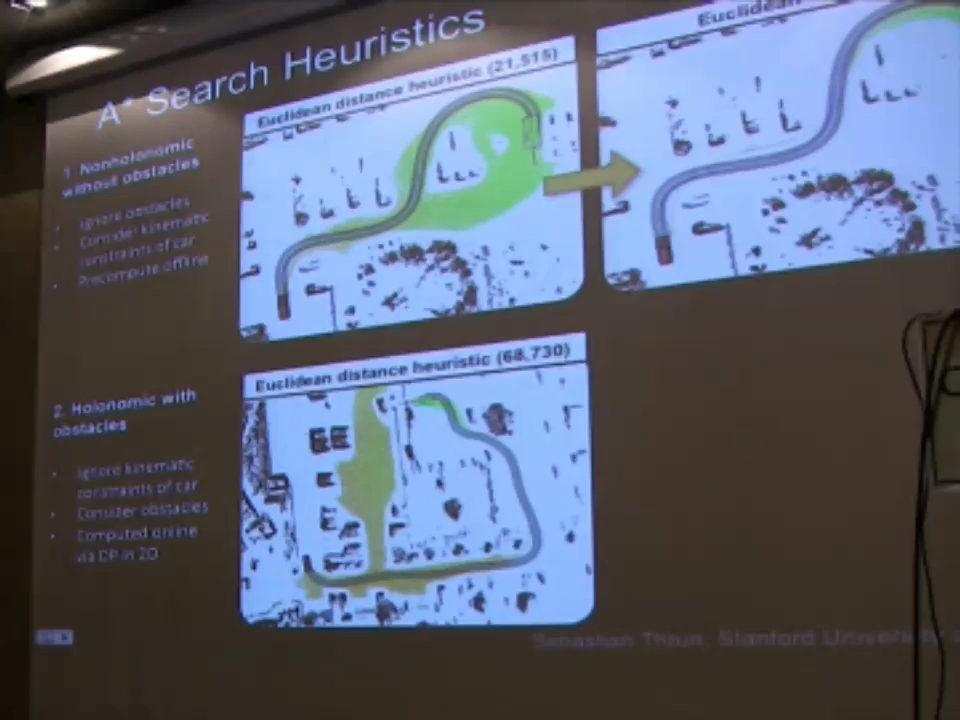 A* Search Heuristics
Euclidean distance heuristic (21,515)
Euclidean
1. Nonholonomic
without obstacles
• Ignore obstacles
• Consider kinematic
constraints of car
• Precompute offline
Euclidean distance heuristic (68,730)
2. Holonomic with
obstacles
• Ignore kinematic
constraints of car
• Consider obstacles
• Computed online
via DP in 2D
Sebastian Thrun, Stanford University